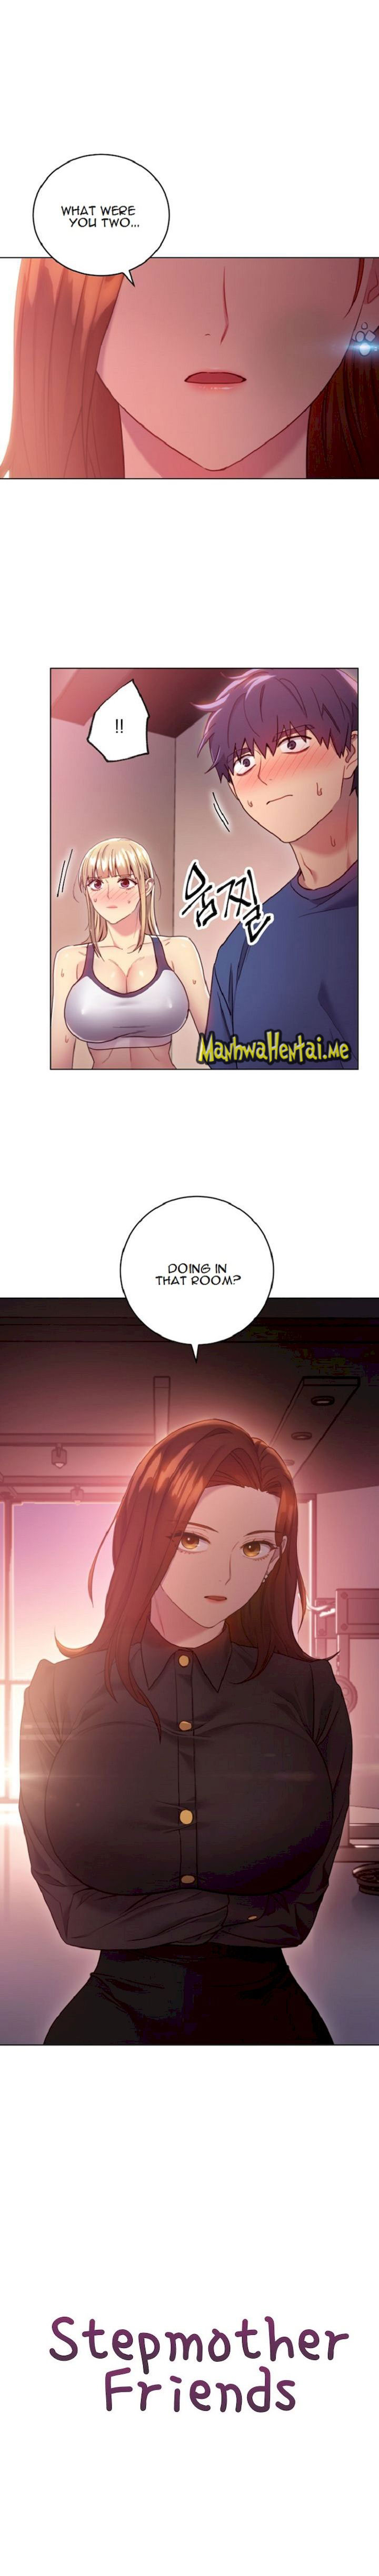 WHAT WERE
YOU TWO...
!!
움찔
ManhwaHentai.me
DOING IN
THAT ROOM?
Stepmother
Friends